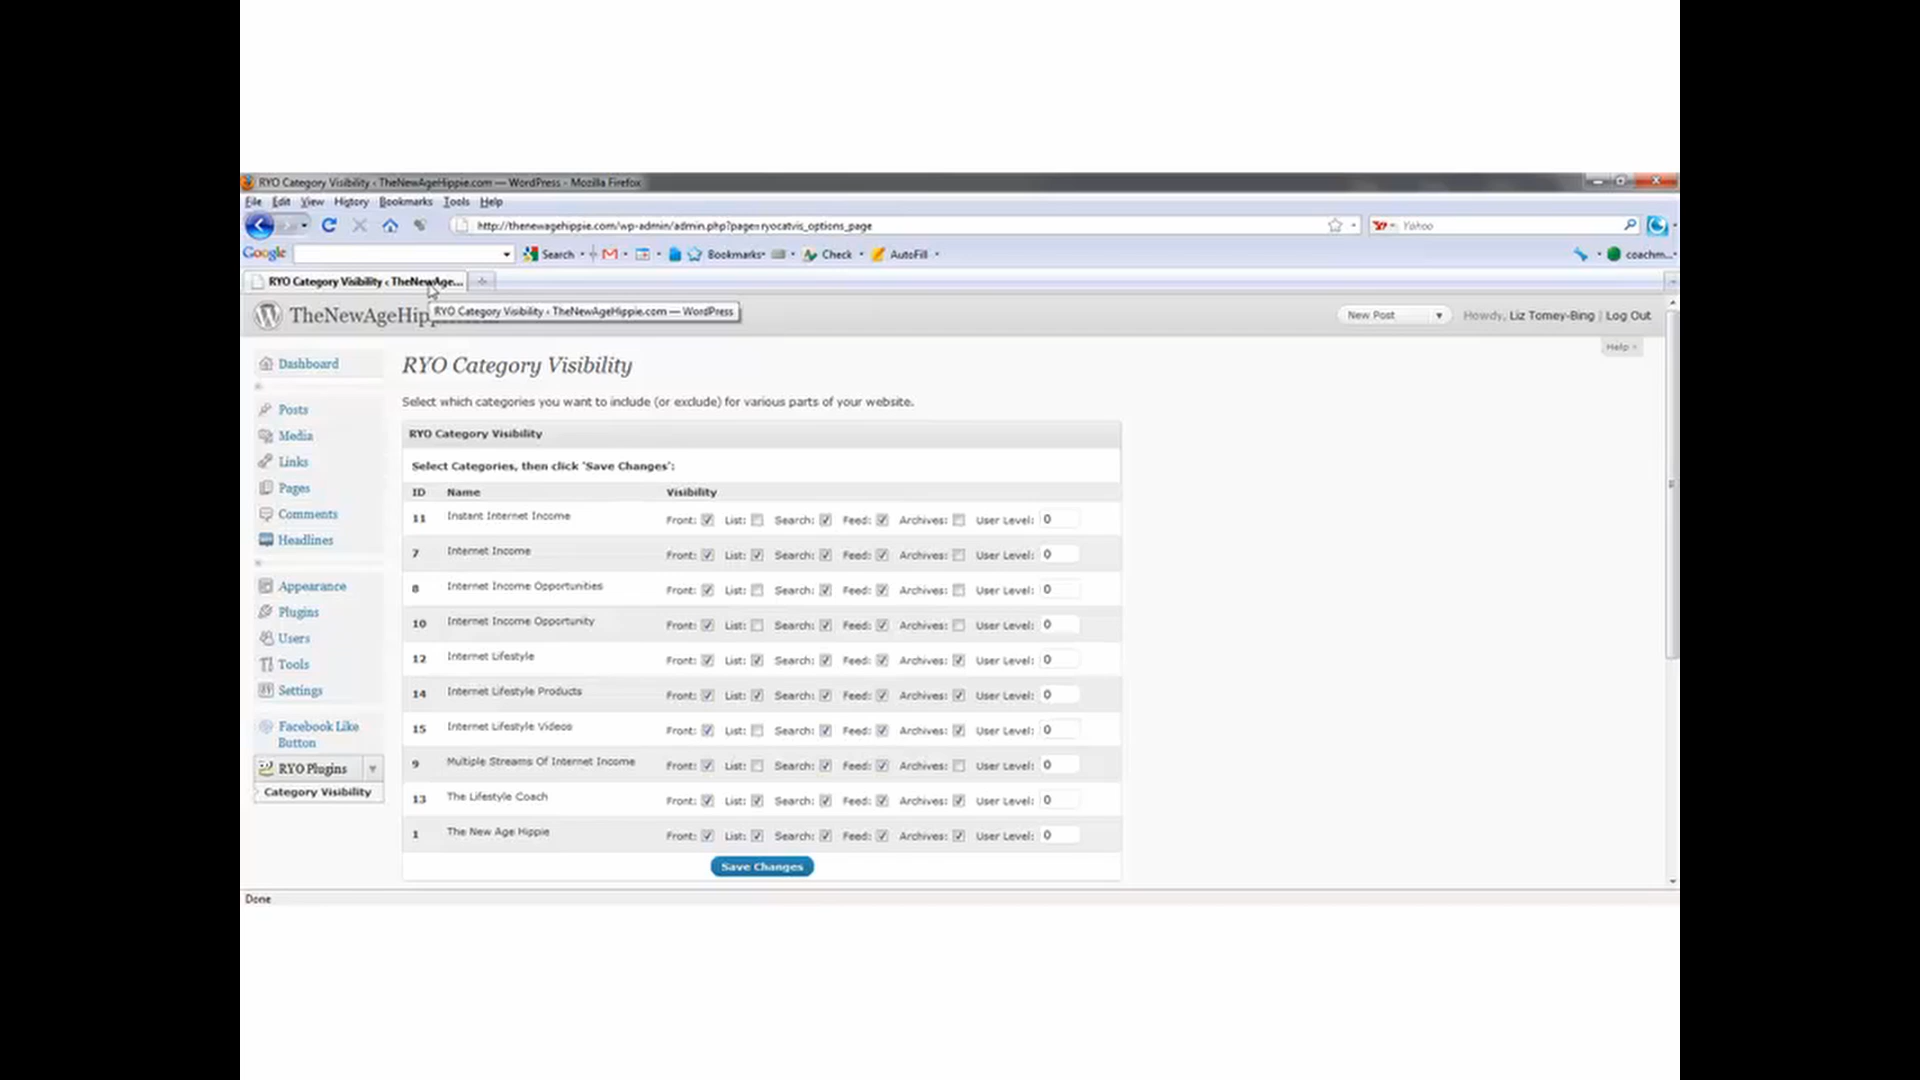 RYO Category Visibility ‹ TheNewAgeHippie.com — WordPress - Mozilla Firefox
File Edit View History Bookmarks Tools Help
http://thenewagehippie.com/wp-admin/admin.php?page=ryocatvis_options_page
Yahoo
Google
Search
Bookmarks
Check
AutoFill
coachm...
RYO Category Visibility ‹ TheNewAge...
RYO Category Visibility ‹ TheNewAgeHippie.com — WordPress
TheNewAgeHip
New Post
Howdy, Liz Tomey-Bing | Log Out
Help
Dashboard
Posts
Media
Links
Pages
Comments
Headlines
Appearance
Plugins
Users
Tools
Settings
Facebook Like
Button
RYO Plugins
Category Visibility
RYO Category Visibility
Select which categories you want to include (or exclude) for various parts of your website.
RYO Category Visibility
Select Categories, then click 'Save Changes':
ID Name Visibility
11 Instant Internet Income Front: List: Search: Feed: Archives: User Level: 0
7 Internet Income Front: List: Search: Feed: Archives: User Level: 0
8 Internet Income Opportunities Front: List: Search: Feed: Archives: User Level: 0
10 Internet Income Opportunity Front: List: Search: Feed: Archives: User Level: 0
12 Internet Lifestyle Front: List: Search: Feed: Archives: User Level: 0
14 Internet Lifestyle Products Front: List: Search: Feed: Archives: User Level: 0
15 Internet Lifestyle Videos Front: List: Search: Feed: Archives: User Level: 0
9 Multiple Streams Of Internet Income Front: List: Search: Feed: Archives: User Level: 0
13 The Lifestyle Coach Front: List: Search: Feed: Archives: User Level: 0
1 The New Age Hippie Front: List: Search: Feed: Archives: User Level: 0
Save Changes
Done